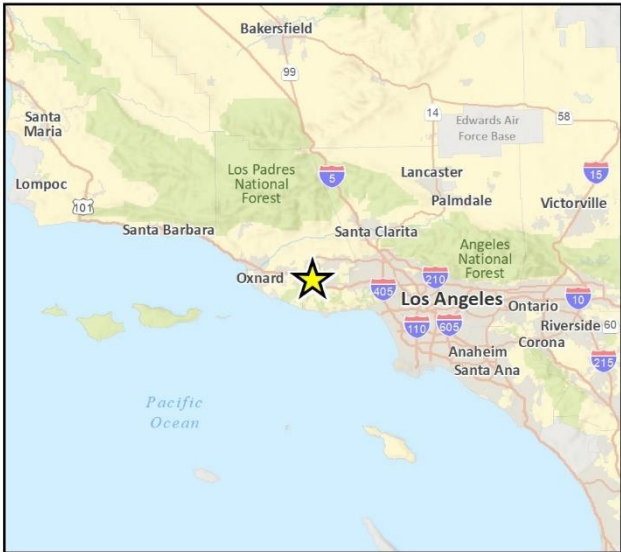 Bakersfield
99
Santa
Maria
14
Edwards Air
Force Base
58
Los Padres
National
Forest
5
Lancaster
15
Lompoc
101
Palmdale
Victorville
Santa Barbara
Santa Clarita
Angeles
National
Forest
Oxnard
405
210
Los Angeles
Ontario
10
110
605
Riverside
60
Corona
Anaheim
Santa Ana
215
Pacific
Ocean